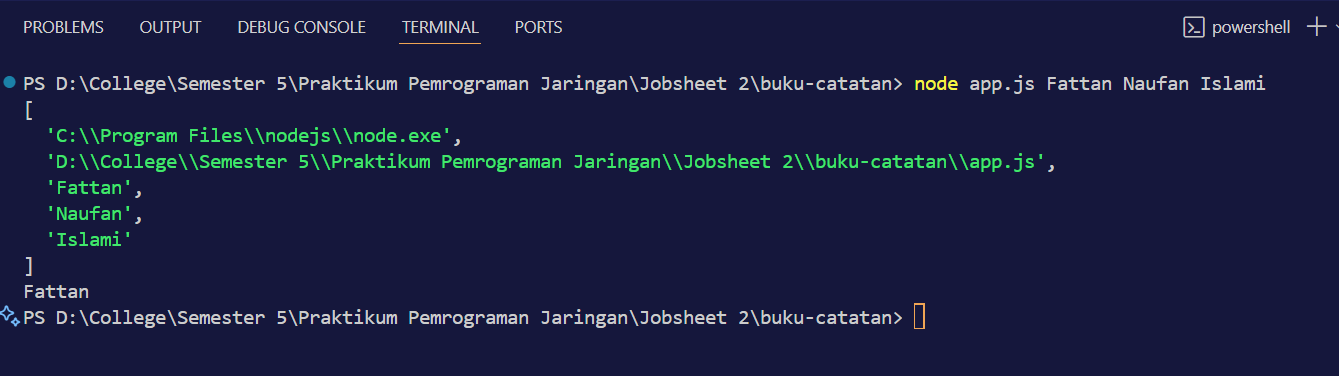 PROBLEMS OUTPUT DEBUG CONSOLE TERMINAL PORTS powershell
PS D:\College\Semester 5\Praktikum Pemrograman Jaringan\Jobsheet 2\buku-catatan> node app.js Fattan Naufan Islami
[
  'C:\\Program Files\\nodejs\\node.exe',
  'D:\\College\\Semester 5\\Praktikum Pemrograman Jaringan\\Jobsheet 2\\buku-catatan\\app.js',
  'Fattan',
  'Naufan',
  'Islami'
]
Fattan
PS D:\College\Semester 5\Praktikum Pemrograman Jaringan\Jobsheet 2\buku-catatan>